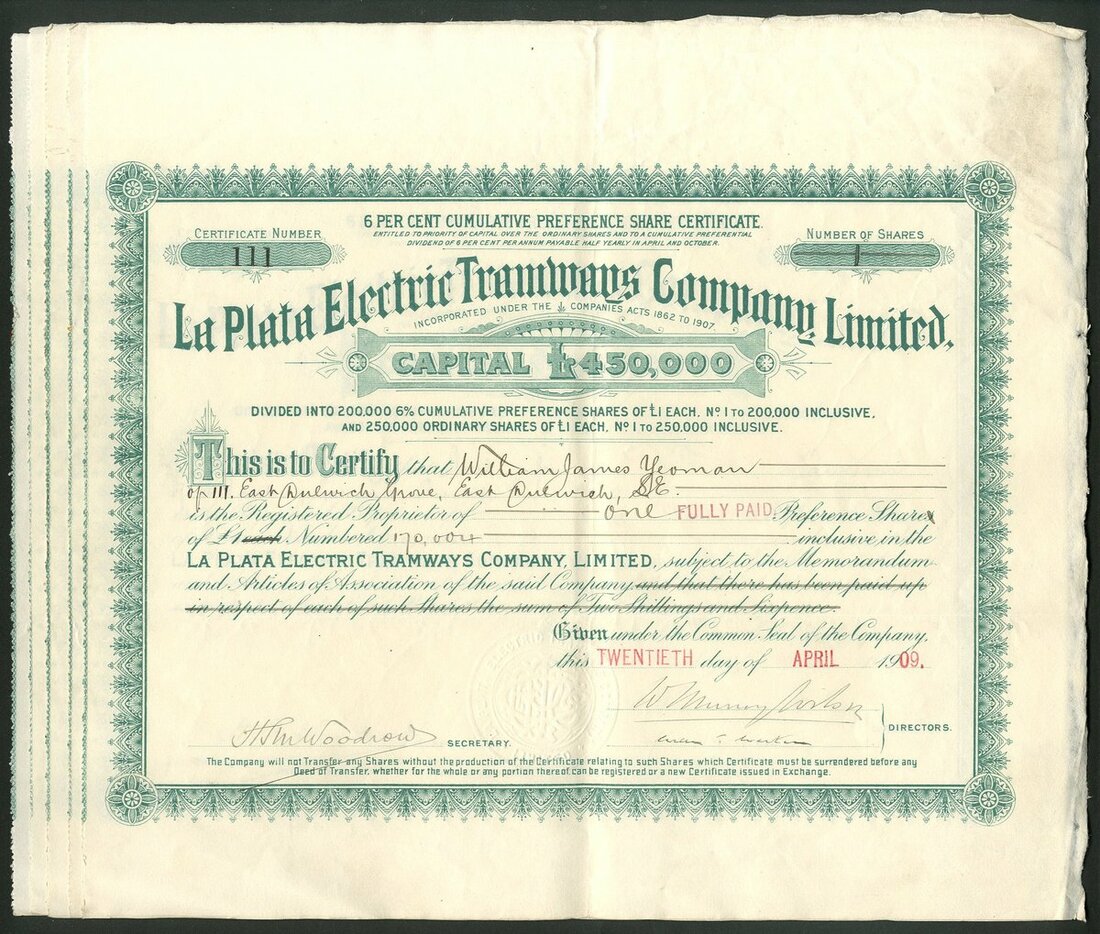 6 PER CENT CUMULATIVE PREFERENCE SHARE CERTIFICATE.
ENTITLED TO PRIORITY OF CAPITAL OVER THE ORDINARY SHARES AND TO A CUMULATIVE PREFERENTIAL
DIVIDEND OF 6 PER CENT PER ANNUM PAYABLE HALF YEARLY IN APRIL AND OCTOBER.
CERTIFICATE NUMBER
111
NUMBER OF SHARES
1
LA PLATA ELECTRIC TRAMWAYS COMPANY, LIMITED.
INCORPORATED UNDER THE COMPANIES ACTS 1862 TO 1907.
CAPITAL £450,000
DIVIDED INTO 200,000 6% CUMULATIVE PREFERENCE SHARES OF £1 EACH, Nº 1 TO 200,000 INCLUSIVE,
AND 250,000 ORDINARY SHARES OF £1 EACH, Nº 1 TO 250,000 INCLUSIVE.
This is to Certify that William James Yeoman
of 111. East Dulwich Grove, East Dulwich, S.E.
is the Registered Proprietor of one FULLY PAID Preference Shares
of £1 each Numbered 170,004 inclusive in the
LA PLATA ELECTRIC TRAMWAYS COMPANY, LIMITED, subject to the Memorandum
and Articles of Association of the said Company and that there has been paid up
in respect of each of such Shares the sum of Two Shillings and Sixpence.
Given under the Common Seal of the Company,
this TWENTIETH day of APRIL 1909.
H S M Woodrow SECRETARY.
DIRECTORS.
The Company will not Transfer any Shares without the production of the Certificate relating to such Shares which Certificate must be surrendered before any
Deed of Transfer, whether for the whole or any portion thereof, can be registered or a new Certificate issued in Exchange.